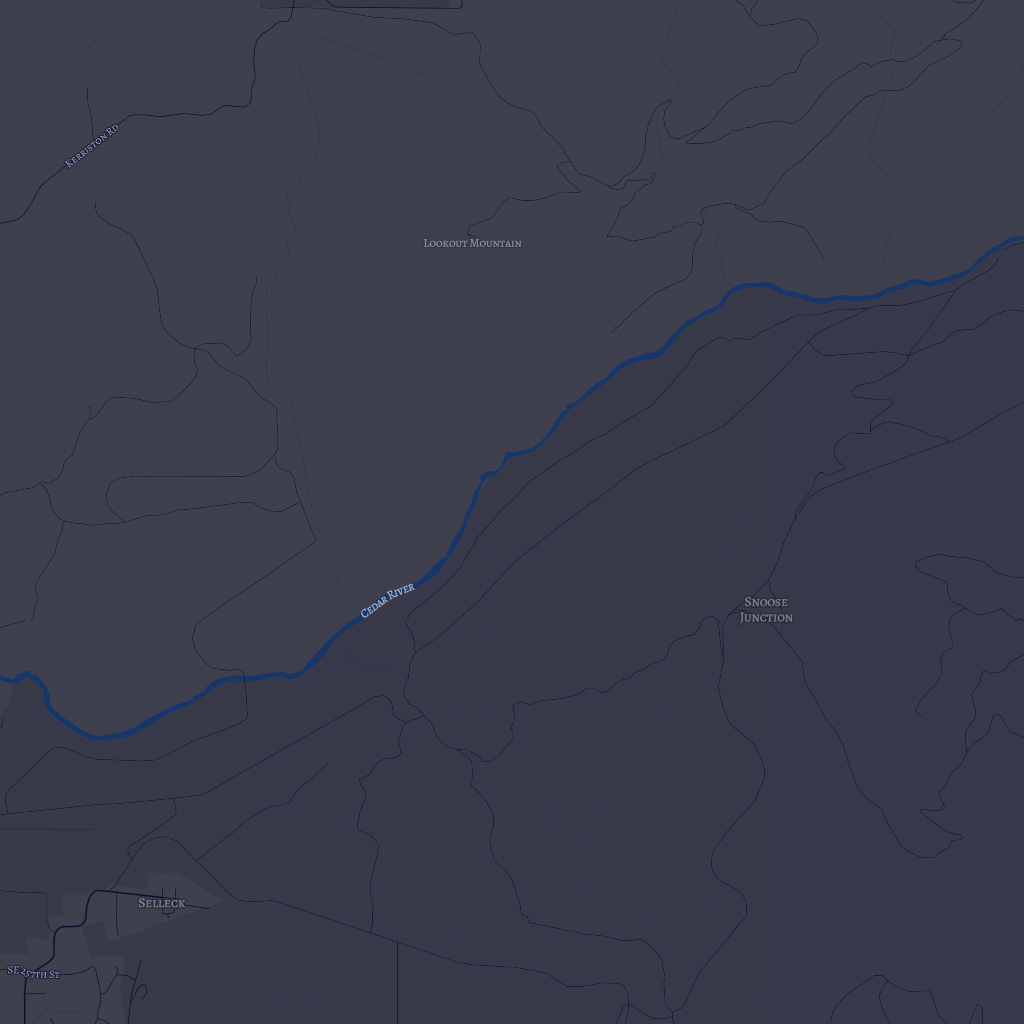 Kerriston Rd
Lookout Mountain
Cedar River
Snoose
Junction
Selleck
SE 257th St